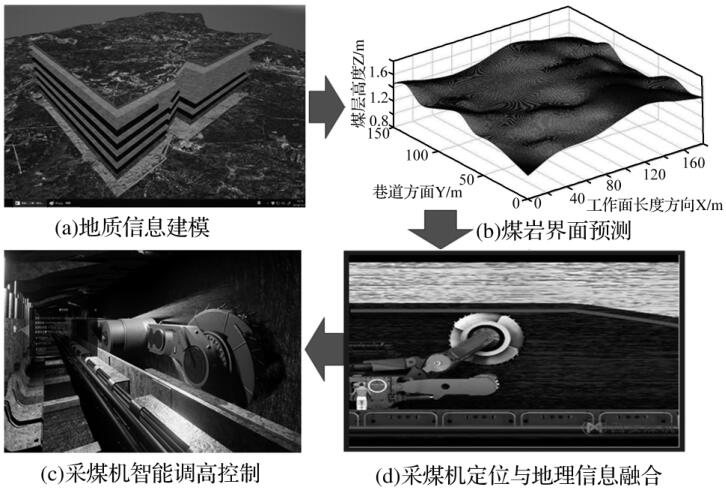 (a)地质信息建模
煤层高度Z/m
1.6
1.2
0.8
150
100
50
0
巷道方面Y/m
0
40
80
120
160
工作面长度方向X/m
(b)煤岩界面预测
(c)采煤机智能调高控制
(d)采煤机定位与地理信息融合